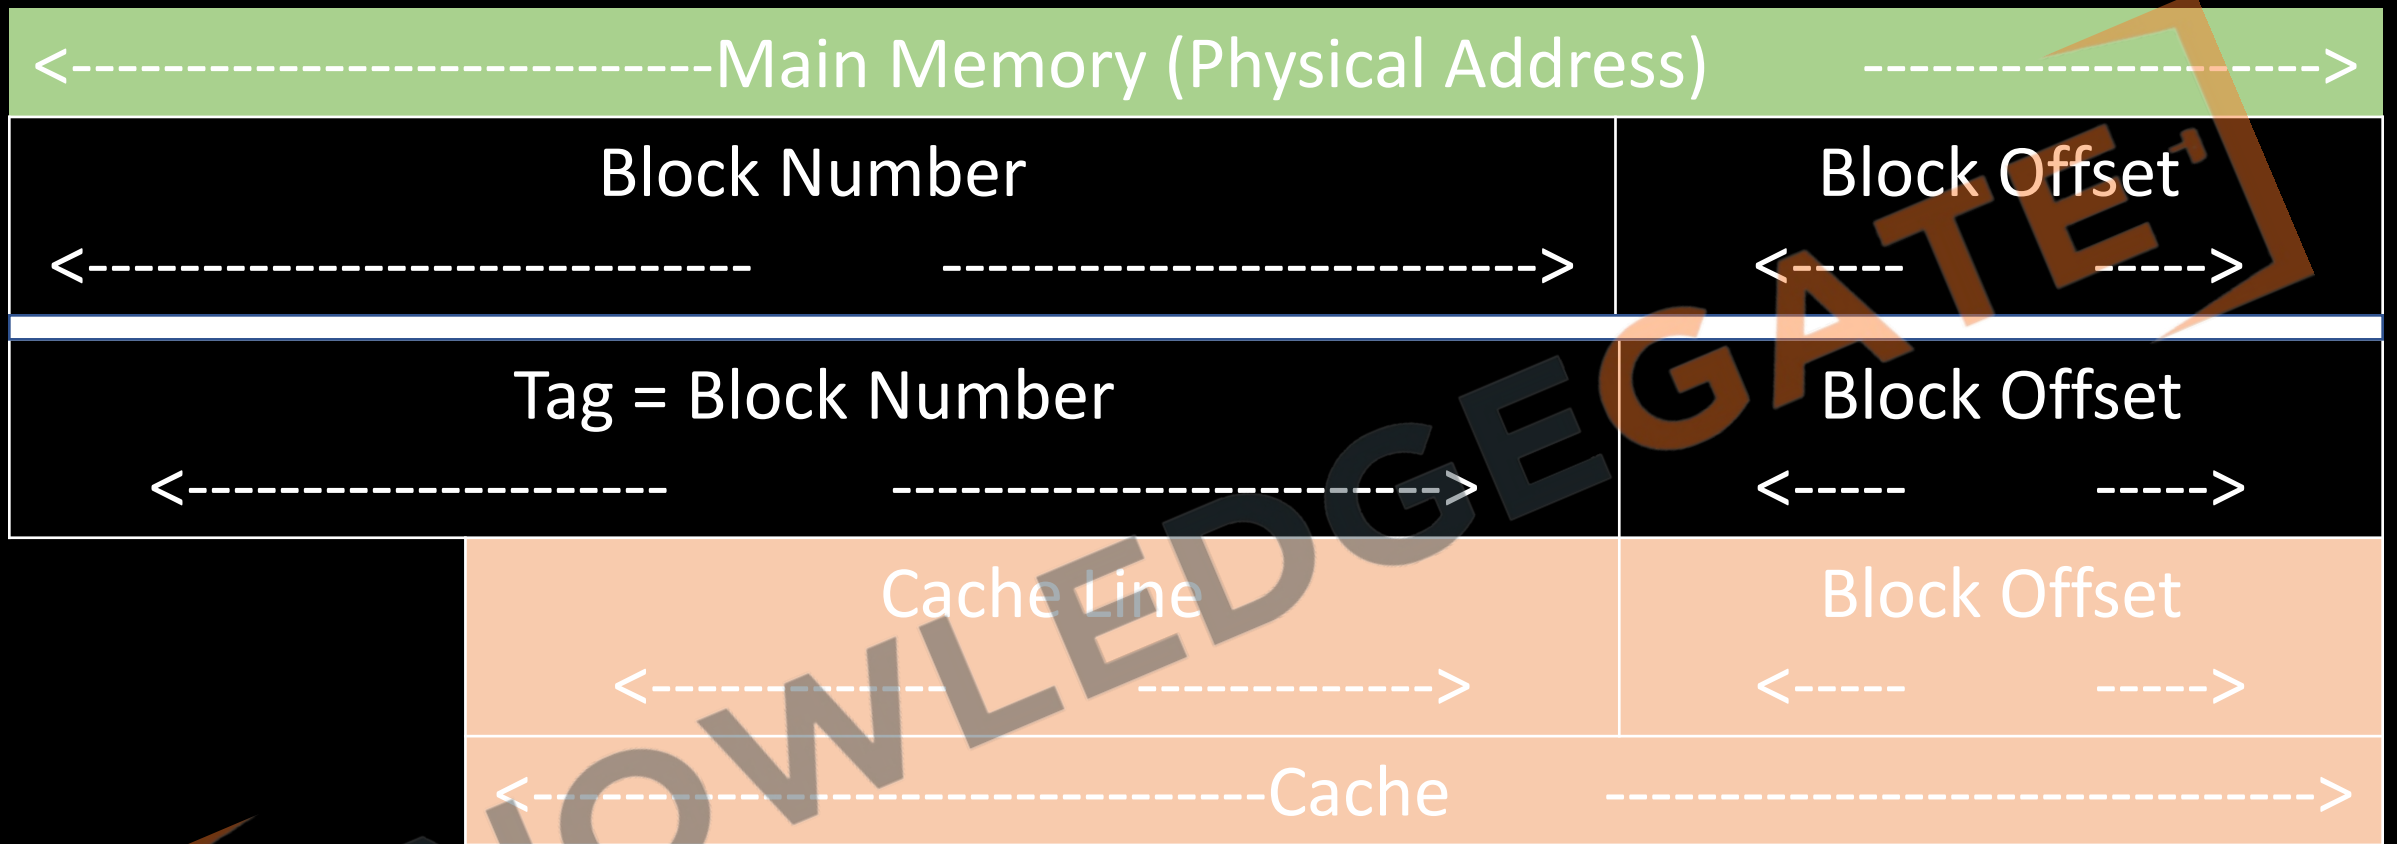 <----------------------------Main Memory (Physical Address) -------------------->
Block Number Block Offset
<----------------------------- --------------------------> <----- ----->
Tag = Block Number Block Offset
<--------------------- ------------------------> <----- ----->
Cache Line Block Offset
<------------- -------------> <----- ----->
<--------------------------------Cache ------------------------------->
KNOWLEDGEGATE